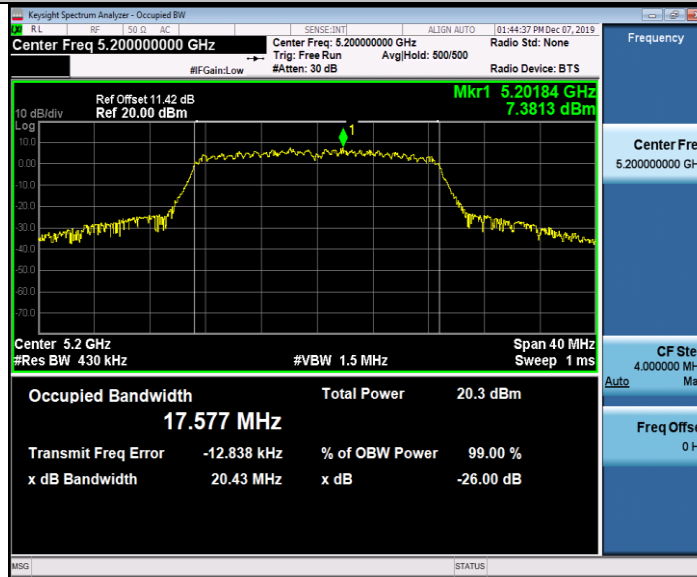 Keysight Spectrum Analyzer - Occupied BW
RL RF 50 Ω AC SENSE:INT ALIGN AUTO 01:44:37 PM Dec 07, 2019
Center Freq 5.200000000 GHz
Center Freq: 5.200000000 GHz
Radio Std: None
Trig: Free Run Avg|Hold: 500/500
#IFGain:Low #Atten: 30 dB Radio Device: BTS
Ref Offset 11.42 dB
10 dB/div Ref 20.00 dBm
Mkr1 5.20184 GHz
7.3813 dBm
Log
1
10.0
0.00
-10.0
-20.0
-30.0
-40.0
-50.0
-60.0
-70.0
Center 5.2 GHz Span 40 MHz
#Res BW 430 kHz #VBW 1.5 MHz Sweep 1 ms
Occupied Bandwidth Total Power 20.3 dBm
17.577 MHz
Transmit Freq Error -12.838 kHz % of OBW Power 99.00 %
x dB Bandwidth 20.43 MHz x dB -26.00 dB
MSG STATUS
Frequency
Center Fre
5.200000000 GH
CF Ste
4.000000 MH
Auto Ma
Freq Offse
0 H